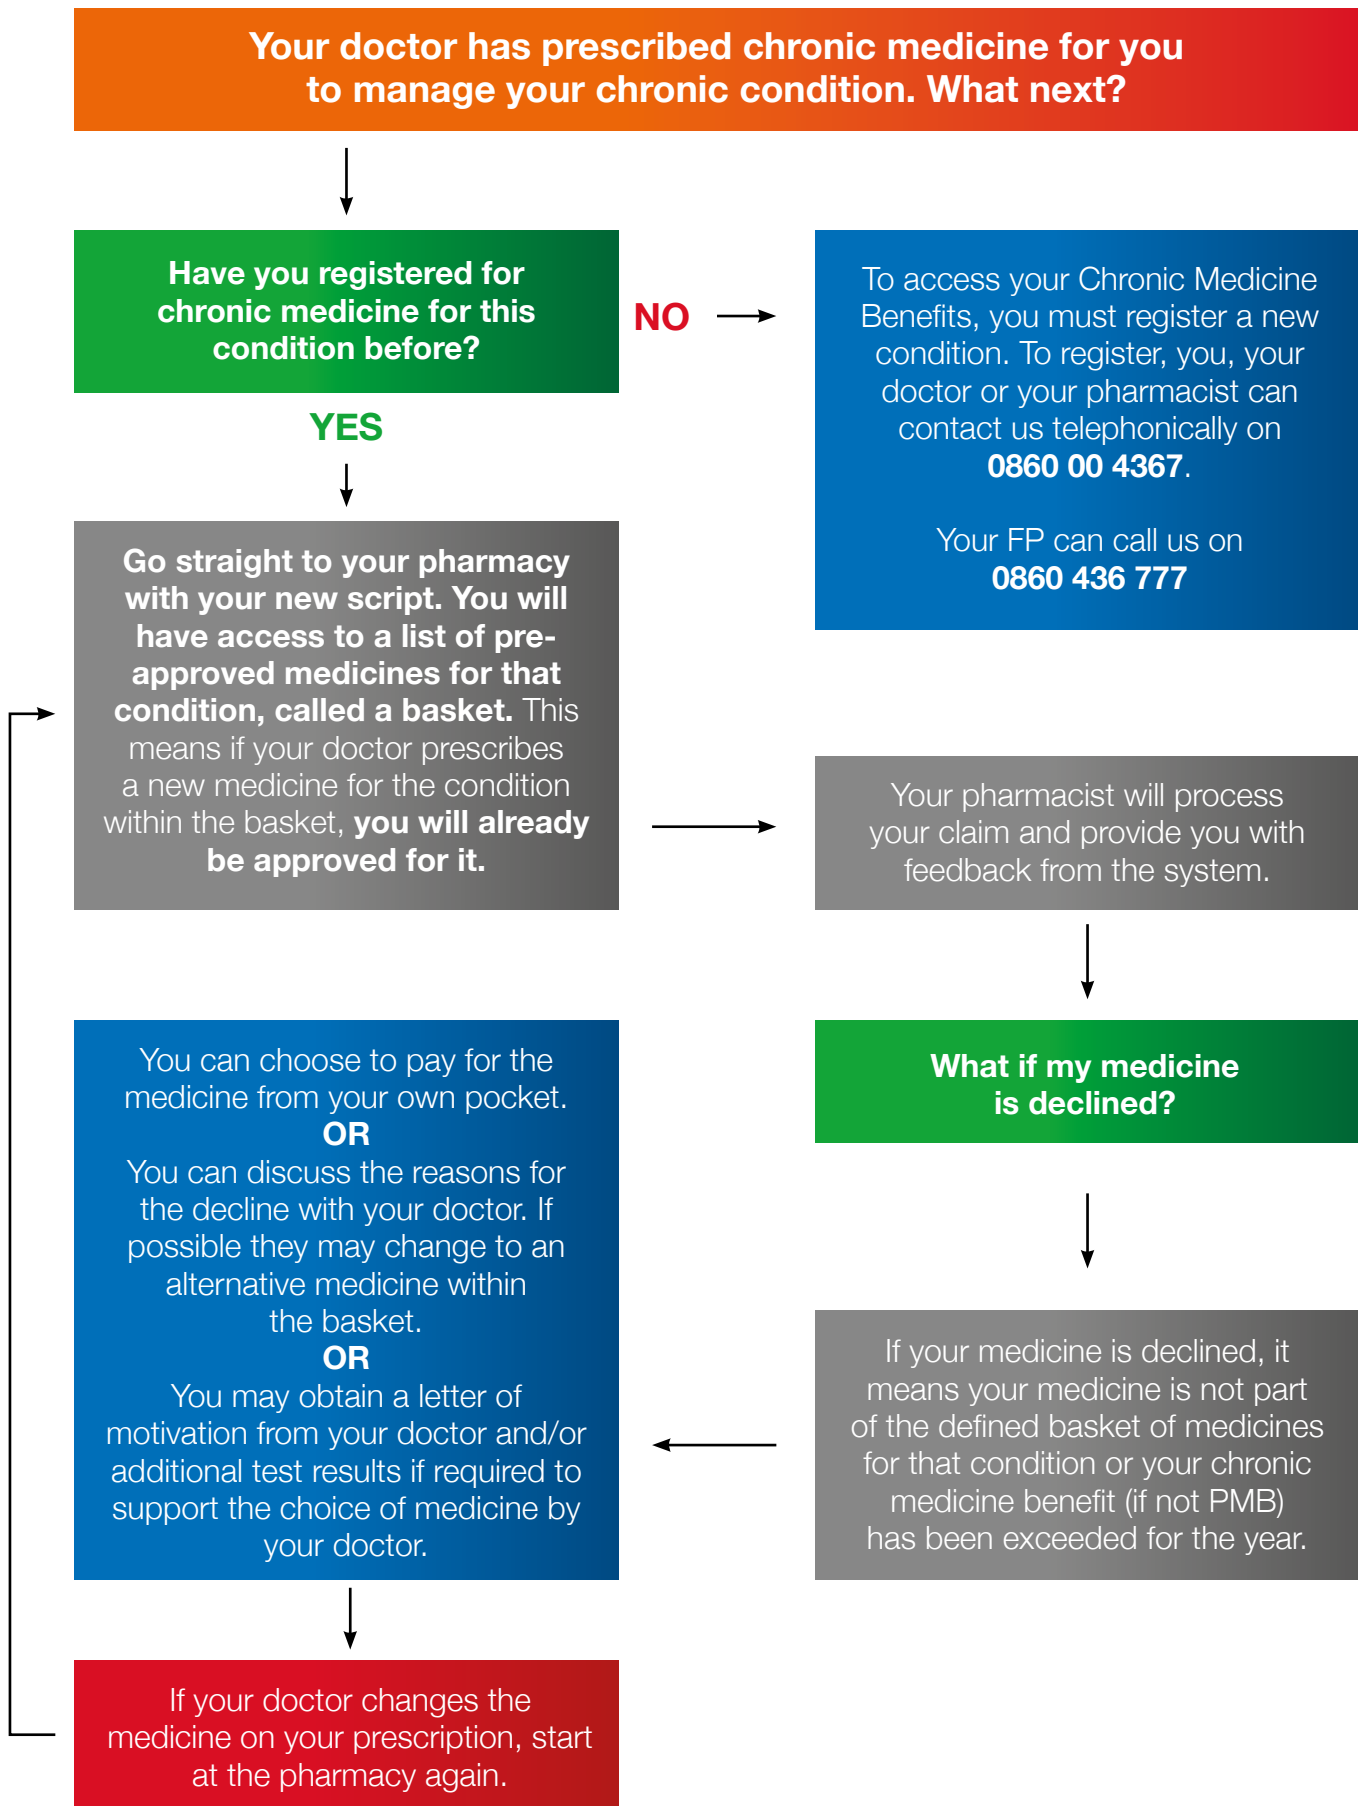 Your doctor has prescribed chronic medicine for you
to manage your chronic condition. What next?
Have you registered for
chronic medicine for this
condition before?
NO
To access your Chronic Medicine
Benefits, you must register a new
condition. To register, you, your
doctor or your pharmacist can
contact us telephonically on
0860 00 4367.
Your FP can call us on
0860 436 777
YES
Go straight to your pharmacy
with your new script. You will
have access to a list of pre-
approved medicines for that
condition, called a basket. This
means if your doctor prescribes
a new medicine for the condition
within the basket, you will already
be approved for it.
Your pharmacist will process
your claim and provide you with
feedback from the system.
What if my medicine
is declined?
If your medicine is declined, it
means your medicine is not part
of the defined basket of medicines
for that condition or your chronic
medicine benefit (if not PMB)
has been exceeded for the year.
You can choose to pay for the
medicine from your own pocket.
OR
You can discuss the reasons for
the decline with your doctor. If
possible they may change to an
alternative medicine within
the basket.
OR
You may obtain a letter of
motivation from your doctor and/or
additional test results if required to
support the choice of medicine by
your doctor.
If your doctor changes the
medicine on your prescription, start
at the pharmacy again.